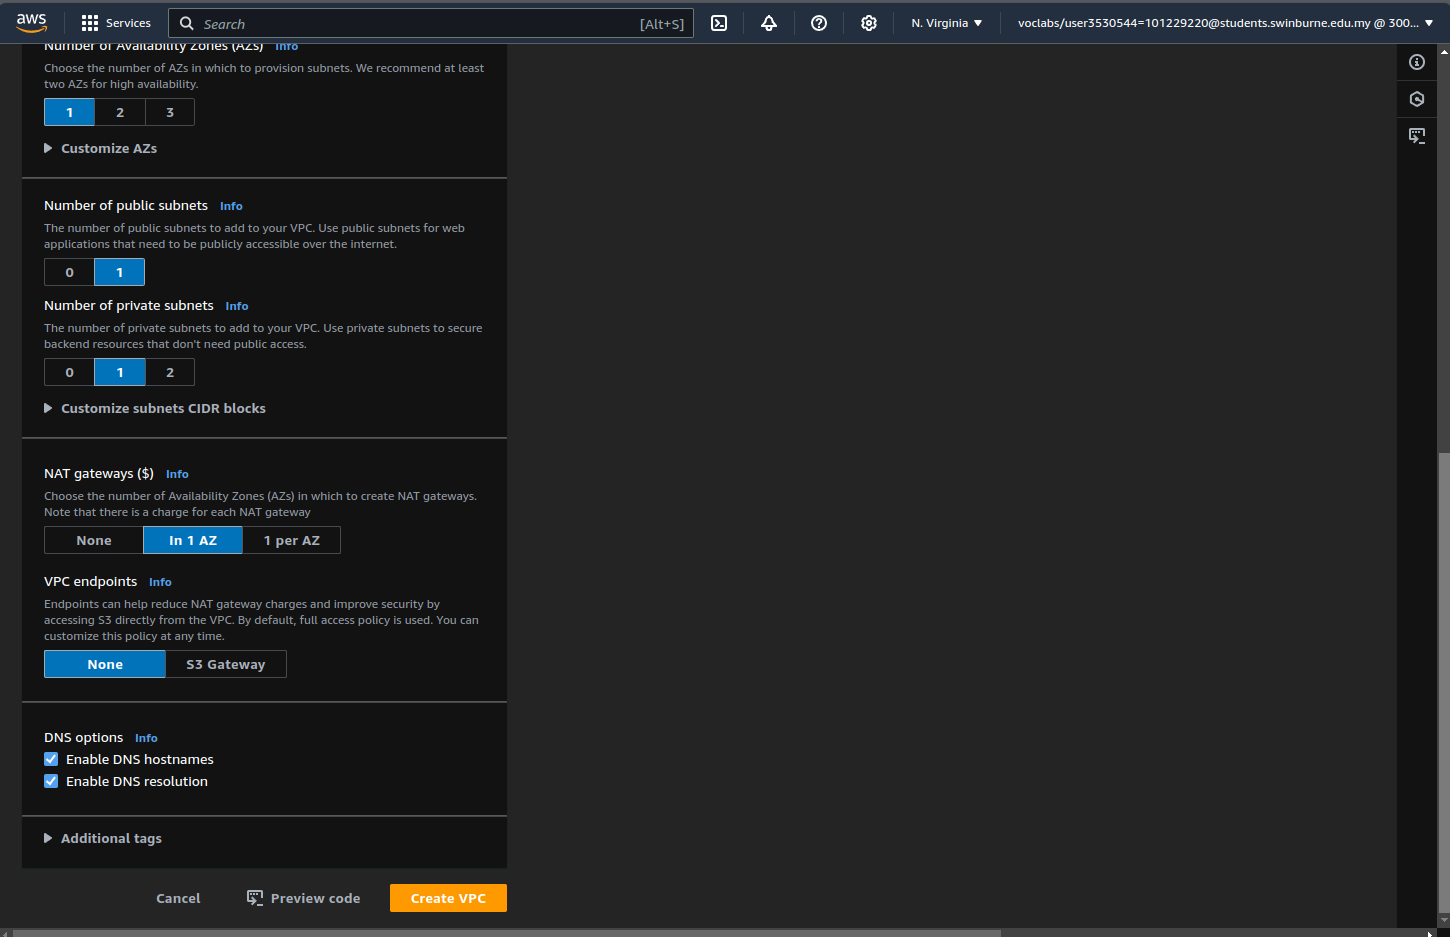 aws
Services
Search
[Alt+S]
N. Virginia
voclabs/user3530544=101229220@students.swinburne.edu.my @ 300...
Number of Availability Zones (AZs) Info
Choose the number of AZs in which to provision subnets. We recommend at least
two AZs for high availability.
1 2 3
Customize AZs
Number of public subnets Info
The number of public subnets to add to your VPC. Use public subnets for web
applications that need to be publicly accessible over the internet.
0 1
Number of private subnets Info
The number of private subnets to add to your VPC. Use private subnets to secure
backend resources that don't need public access.
0 1 2
Customize subnets CIDR blocks
NAT gateways ($) Info
Choose the number of Availability Zones (AZs) in which to create NAT gateways.
Note that there is a charge for each NAT gateway
None In 1 AZ 1 per AZ
VPC endpoints Info
Endpoints can help reduce NAT gateway charges and improve security by
accessing S3 directly from the VPC. By default, full access policy is used. You can
customize this policy at any time.
None S3 Gateway
DNS options Info
Enable DNS hostnames
Enable DNS resolution
Additional tags
Cancel Preview code Create VPC